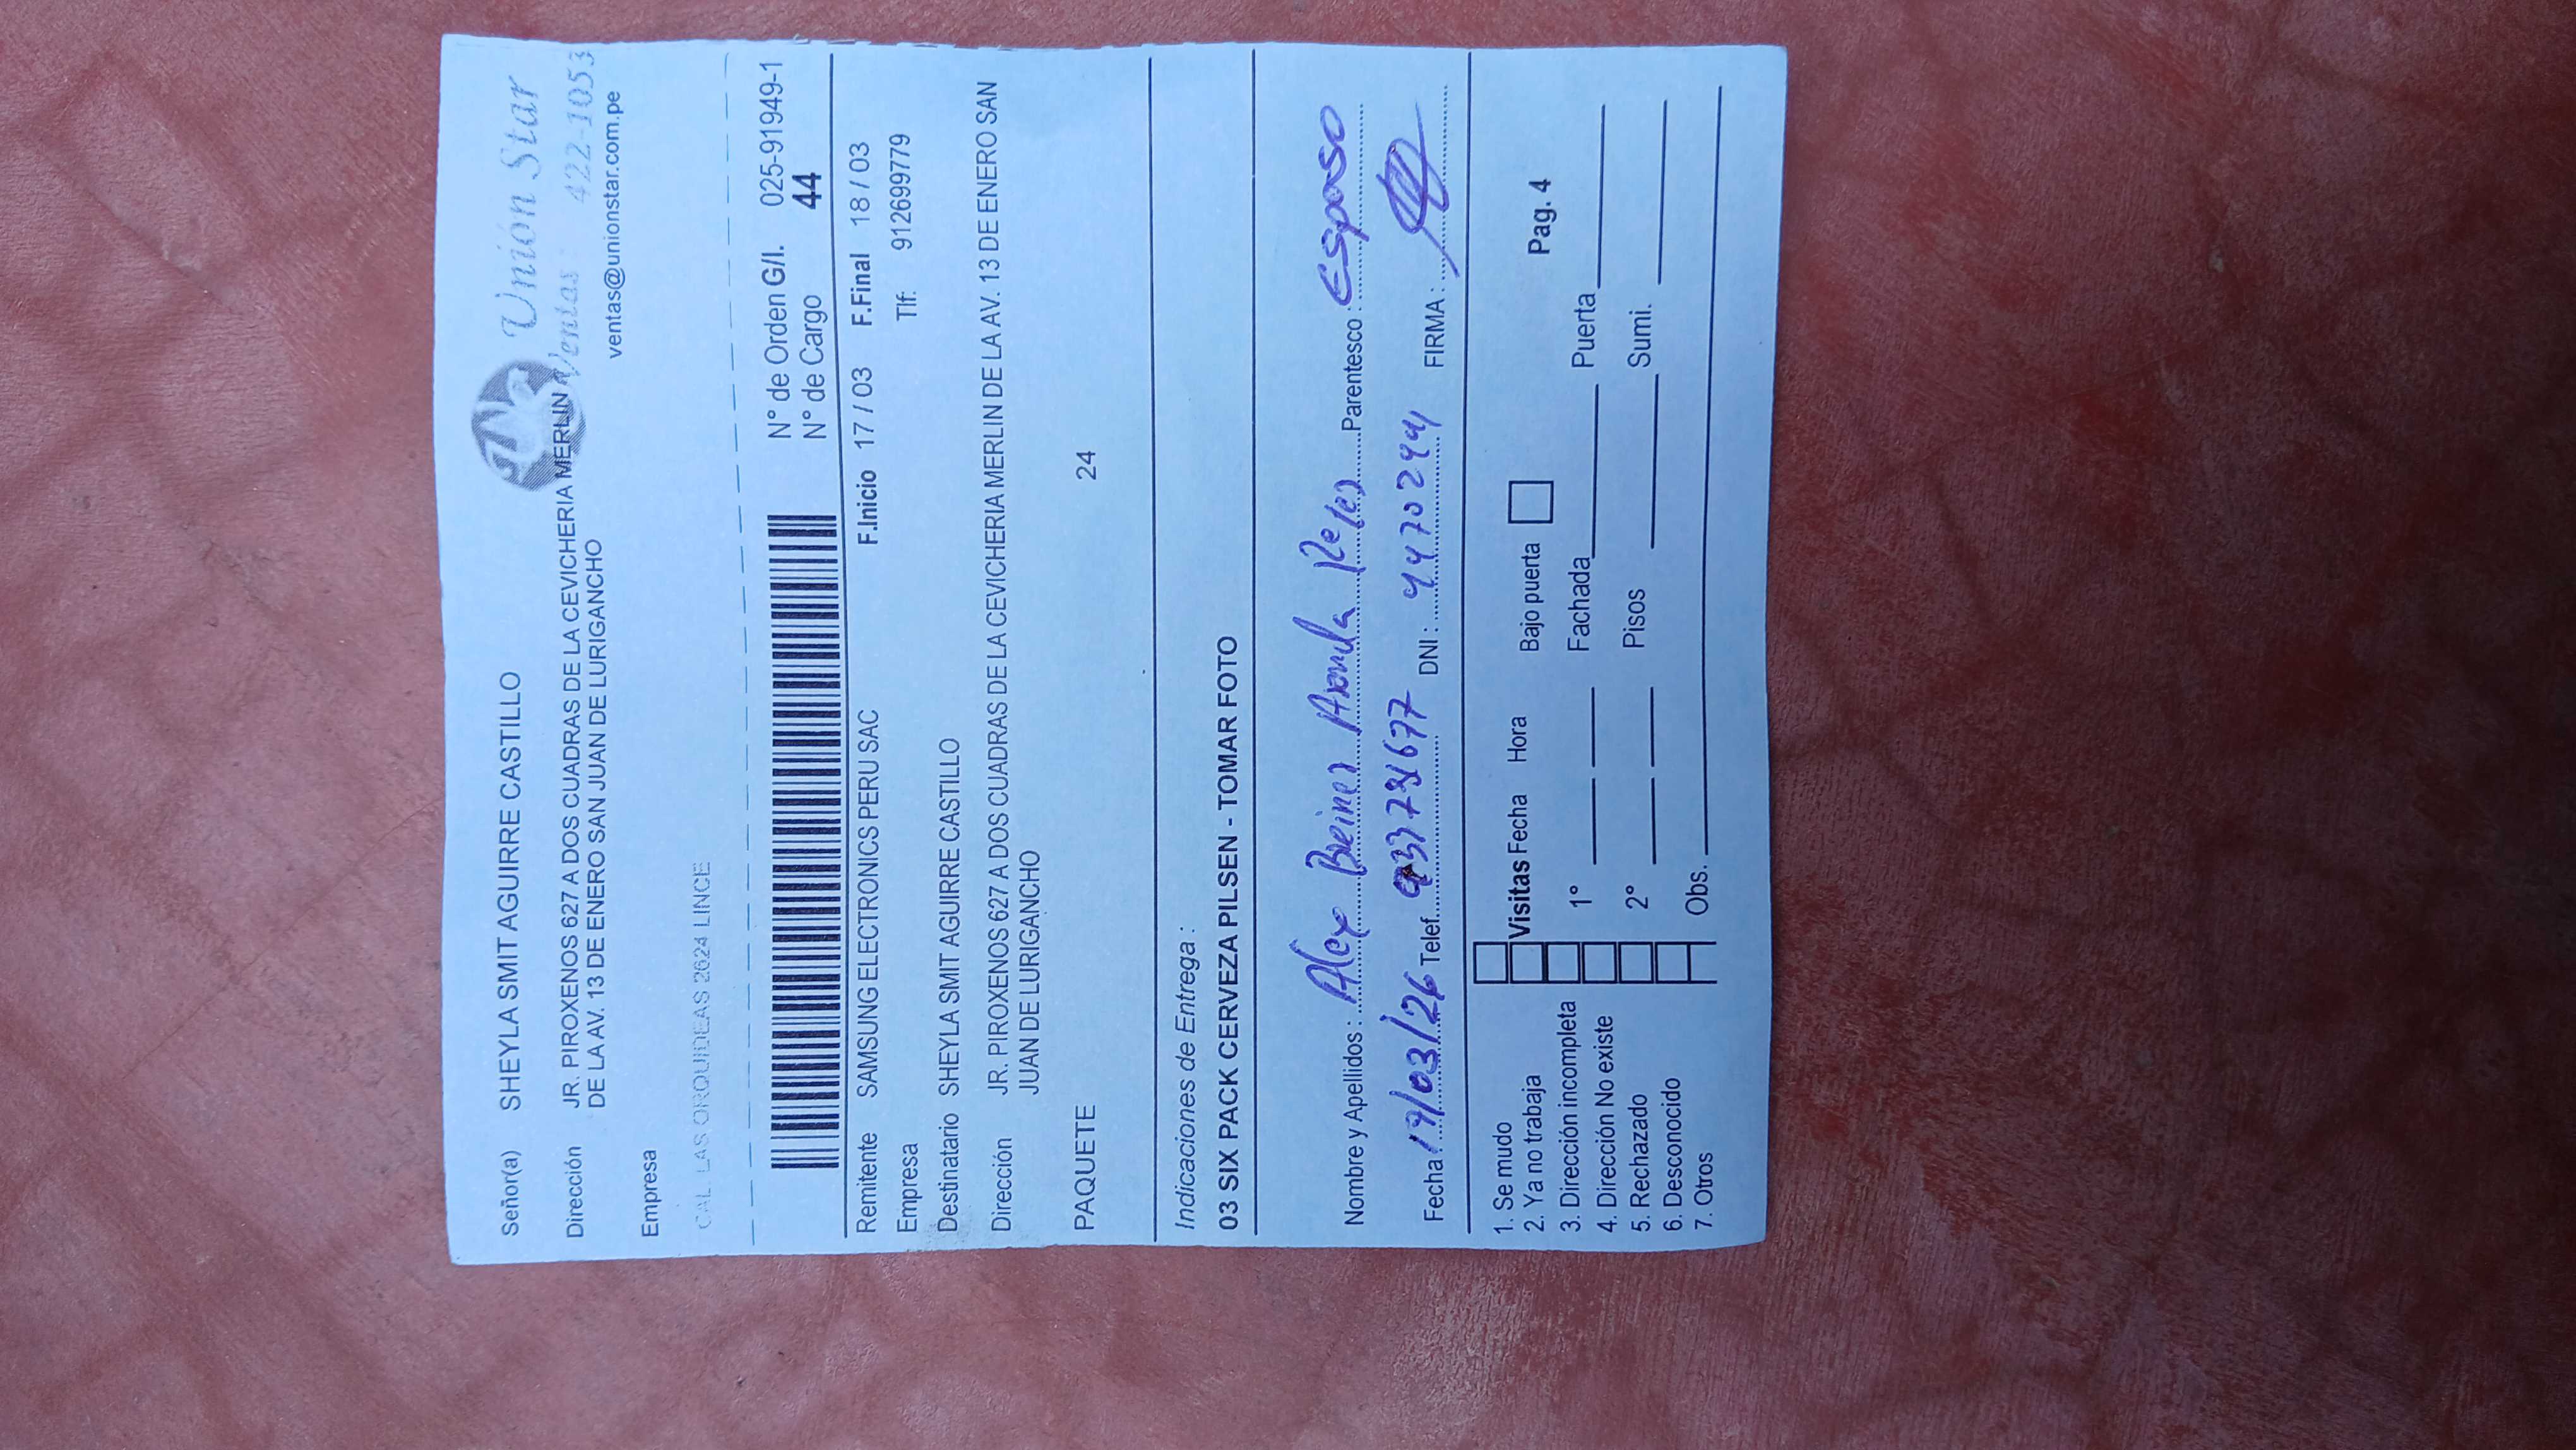 Unión Star
Ventas 422-1053
ventas@unionstar.com.pe
Señor(a) SHEYLA SMIT AGUIRRE CASTILLO
Dirección JR. PIROXENOS 627 A DOS CUADRAS DE LA CEVICHERIA MERLIN
DE LA AV. 13 DE ENERO SAN JUAN DE LURIGANCHO
Empresa
CAL. LAS ORQUIDEAS 2624 LINCE
N° de Orden G/I. 025-91949-1
N° de Cargo 44
Remitente SAMSUNG ELECTRONICS PERU SAC F.Inicio 17 / 03 F.Final 18 / 03
Empresa Tlf: 912699779
Destinatario SHEYLA SMIT AGUIRRE CASTILLO
Dirección JR. PIROXENOS 627 A DOS CUADRAS DE LA CEVICHERIA MERLIN DE LA AV. 13 DE ENERO SAN
JUAN DE LURIGANCHO
PAQUETE 24
Indicaciones de Entrega :
03 SIX PACK CERVEZA PILSEN - TOMAR FOTO
Nombre y Apellidos : Alex Parentesco : Esposo
Fecha : 19/03/26 Telef. DNI : FIRMA :
1. Se mudo
2. Ya no trabaja
3. Dirección incompleta
4. Dirección No existe
5. Rechazado
6. Desconocido
7. Otros
Visitas Fecha Hora Bajo puerta Pag. 4
1° Fachada Puerta
2° Pisos Sumi.
Obs.